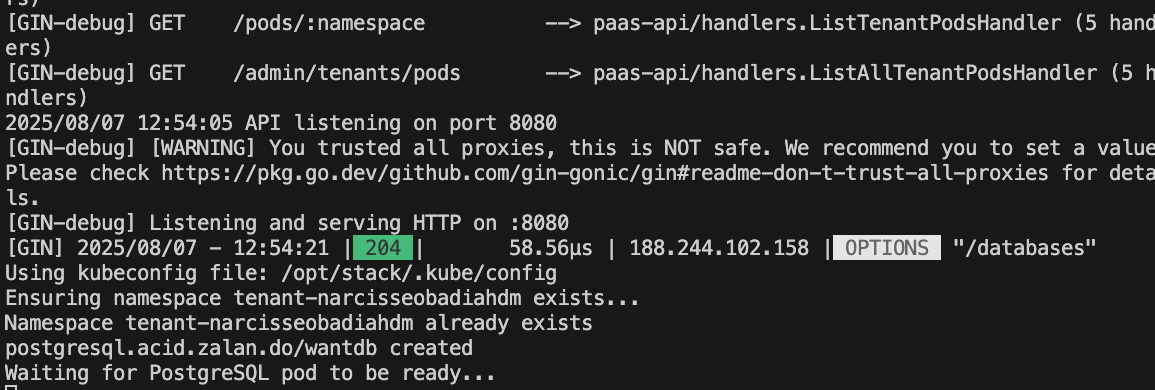 rs)
[GIN-debug] GET    /pods/:namespace          --> paas-api/handlers.ListTenantPodsHandler (5 hand
ers)
[GIN-debug] GET    /admin/tenants/pods       --> paas-api/handlers.ListAllTenantPodsHandler (5 h
ndlers)
2025/08/07 12:54:05 API listening on port 8080
[GIN-debug] [WARNING] You trusted all proxies, this is NOT safe. We recommend you to set a value
Please check https://pkg.go.dev/github.com/gin-gonic/gin#readme-don-t-trust-all-proxies for deta
ls.
[GIN-debug] Listening and serving HTTP on :8080
[GIN] 2025/08/07 - 12:54:21 | 204 |       58.56µs | 188.244.102.158 | OPTIONS  "/databases"
Using kubeconfig file: /opt/stack/.kube/config
Ensuring namespace tenant-narcisseobadiahdm exists...
Namespace tenant-narcisseobadiahdm already exists
postgresql.acid.zalan.do/wantdb created
Waiting for PostgreSQL pod to be ready...